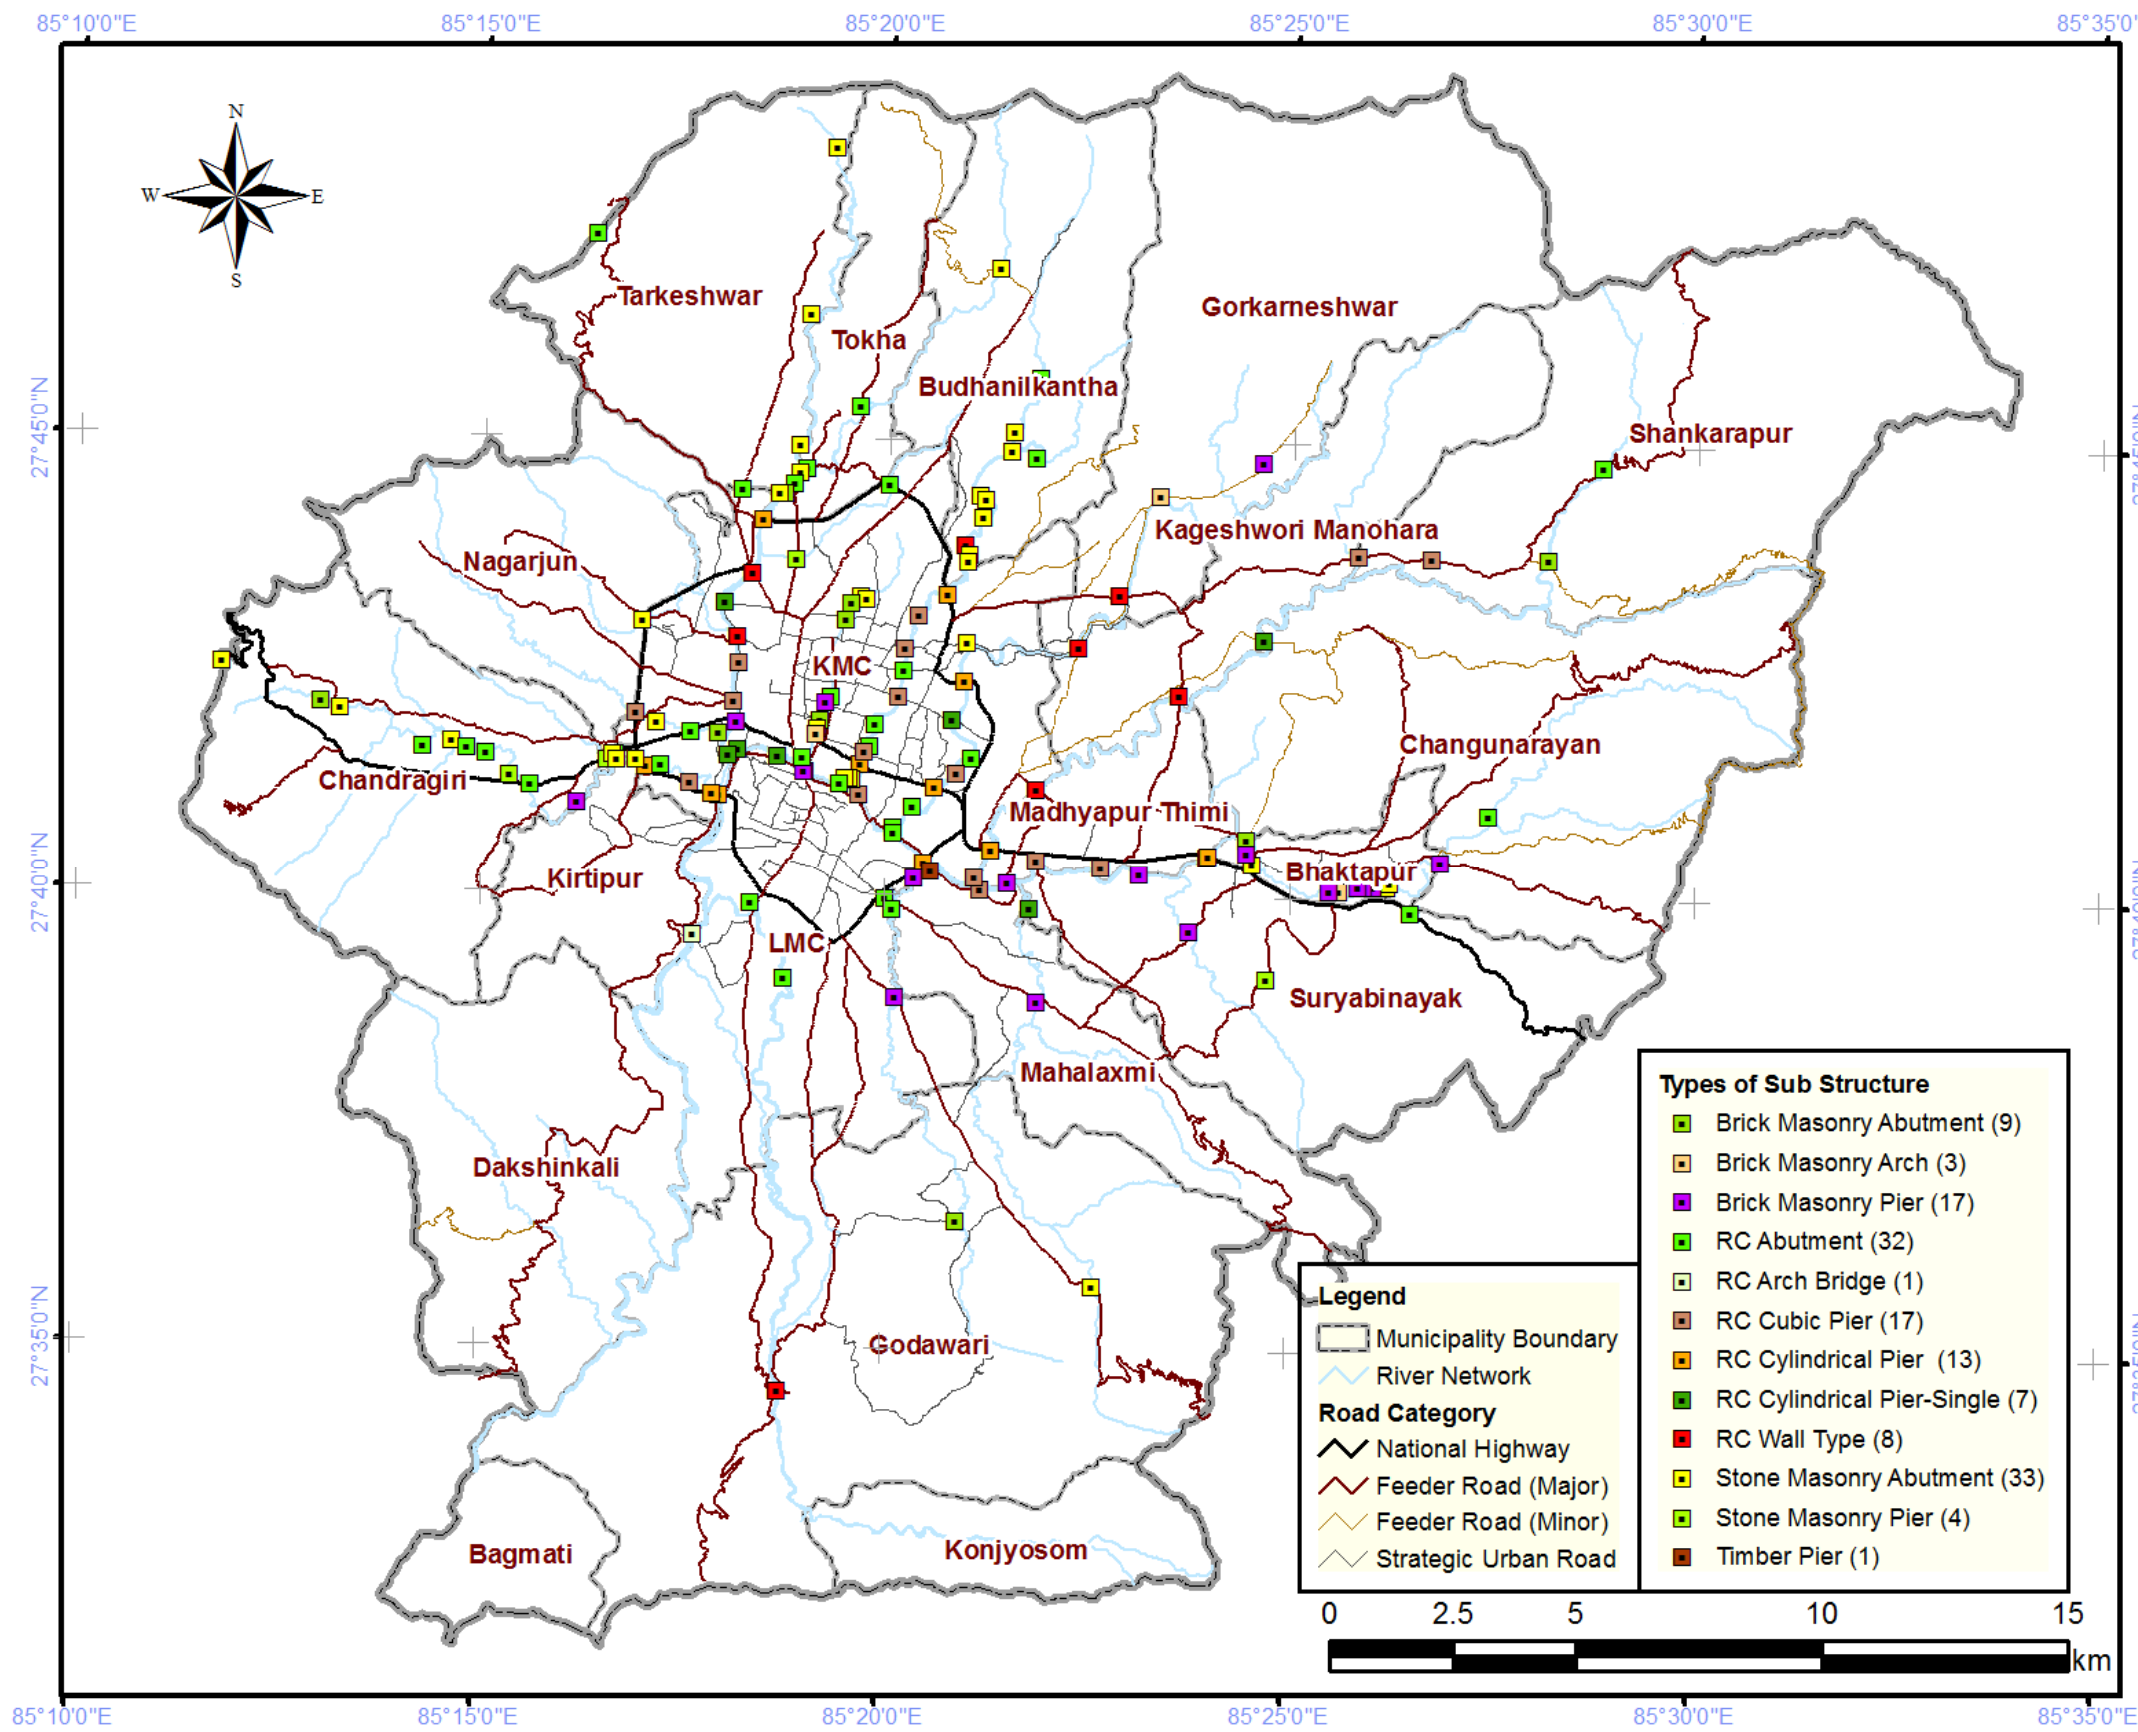 85°10'0"E
85°15'0"E
85°20'0"E
85°25'0"E
85°30'0"E
85°35'0"
N
W
E
S
Tarkeshwar
Gorkarneshwar
Tokha
Budhanilkantha
27°45'0"N
Shankarapur
Kageshwori Manohara
Nagarjun
KMC
Changunarayan
Chandragiri
Madhyapur Thimi
Kirtipur
Bhaktapur
27°40'0"N
LMC
Suryabinayak
Mahalaxmi
Dakshinkali
Godawari
27°35'0"N
Bagmati
Konjyosom
Types of Sub Structure
Brick Masonry Abutment (9)
Brick Masonry Arch (3)
Brick Masonry Pier (17)
RC Abutment (32)
RC Arch Bridge (1)
RC Cubic Pier (17)
RC Cylindrical Pier (13)
RC Cylindrical Pier-Single (7)
RC Wall Type (8)
Stone Masonry Abutment (33)
Stone Masonry Pier (4)
Timber Pier (1)
Legend
Municipality Boundary
River Network
Road Category
National Highway
Feeder Road (Major)
Feeder Road (Minor)
Strategic Urban Road
0 2.5 5 10 15
km
85°10'0"E
85°15'0"E
85°20'0"E
85°25'0"E
85°30'0"E
85°35'0"E